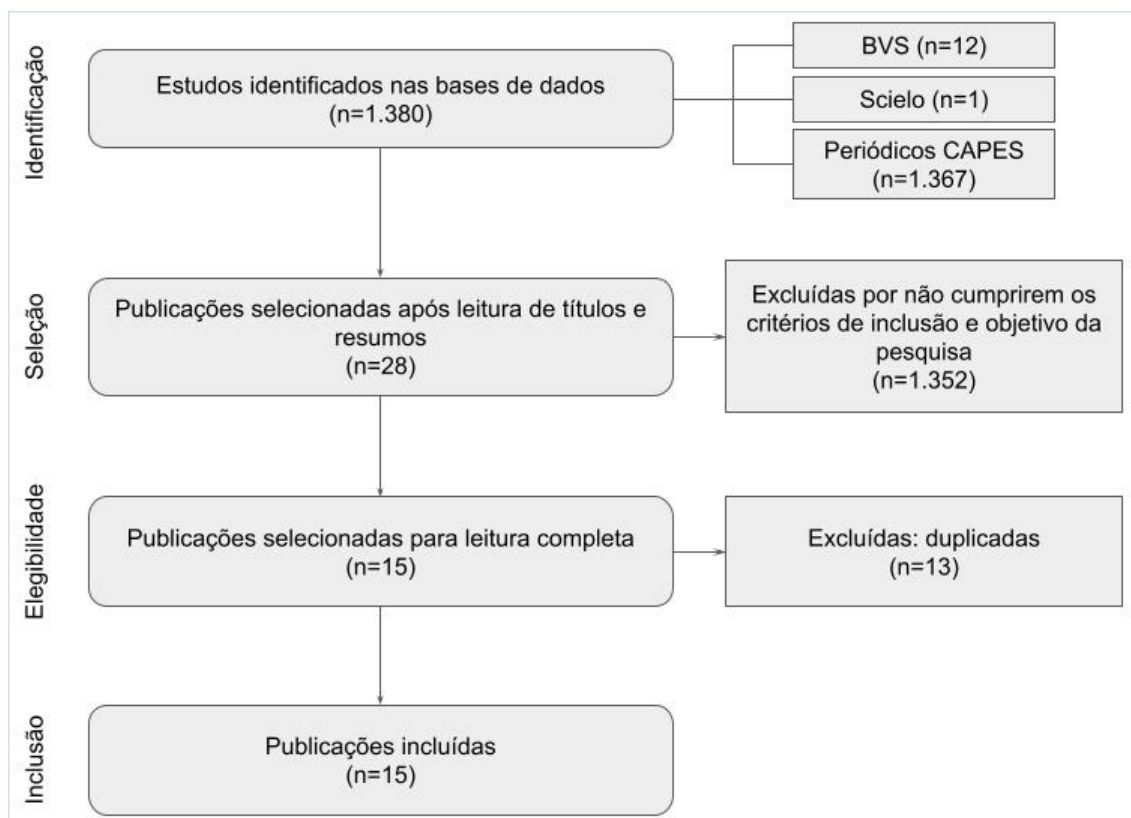 Identificação
Estudos identificados nas bases de dados
(n=1.380)
BVS (n=12)
Scielo (n=1)
Periódicos CAPES
(n=1.367)
Seleção
Publicações selecionadas após leitura de títulos e
resumos
(n=28)
Excluídas por não cumprirem os
critérios de inclusão e objetivo da
pesquisa
(n=1.352)
Elegibilidade
Publicações selecionadas para leitura completa
(n=15)
Excluídas: duplicadas
(n=13)
Inclusão
Publicações incluídas
(n=15)